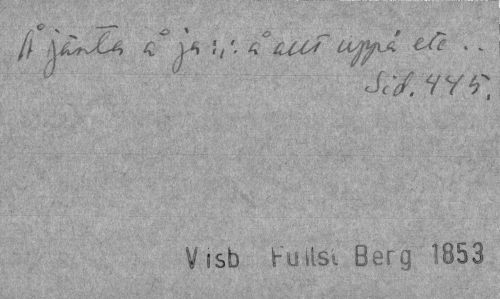 Å jänta å ja :,: å allt uppå etc ..
Sid. 445.
Visb Fullst Berg 1853